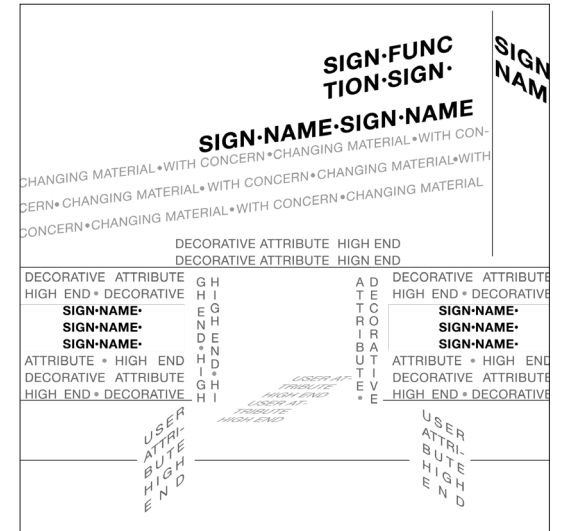 SIGN·FUNC
TION·SIGN·
SIGN
NAM
SIGN·NAME·SIGN·NAME
CHANGING MATERIAL•WITH CONCERN•CHANGING MATERIAL•WITH CON-
CERN•CHANGING MATERIAL•WITH CONCERN•CHANGING MATERIAL•WITH
CONCERN•CHANGING MATERIAL•WITH CONCERN•CHANGING MATERIAL
DECORATIVE ATTRIBUTE HIGH END
DECORATIVE ATTRIBUTE HIGN END
DECORATIVE ATTRIBUTE
HIGH END•DECORATIVE
SIGN·NAME·
SIGN·NAME·
SIGN·NAME·
ATTRIBUTE•HIGH END
DECORATIVE ATTRIBUTE
HIGH END•DECORATIVE
GH END•HIGH
HIGH END•HI
ATTRIBUTE•
DECORATIVE
DECORATIVE ATTRIBUTE
HIGH END•DECORATIVE
SIGN·NAME·
SIGN·NAME·
SIGN·NAME·
ATTRIBUTE•HIGH END
DECORATIVE ATTRIBUTE
HIGH END•DECORATIVE
USER AT-
TRIBUTE
HIGH END
USER AT-
TRIBUTE
HIGH END
USER
ATTRI-
BUTE
HIGH
END
USER
ATTRI-
BUTE
HIGH
END